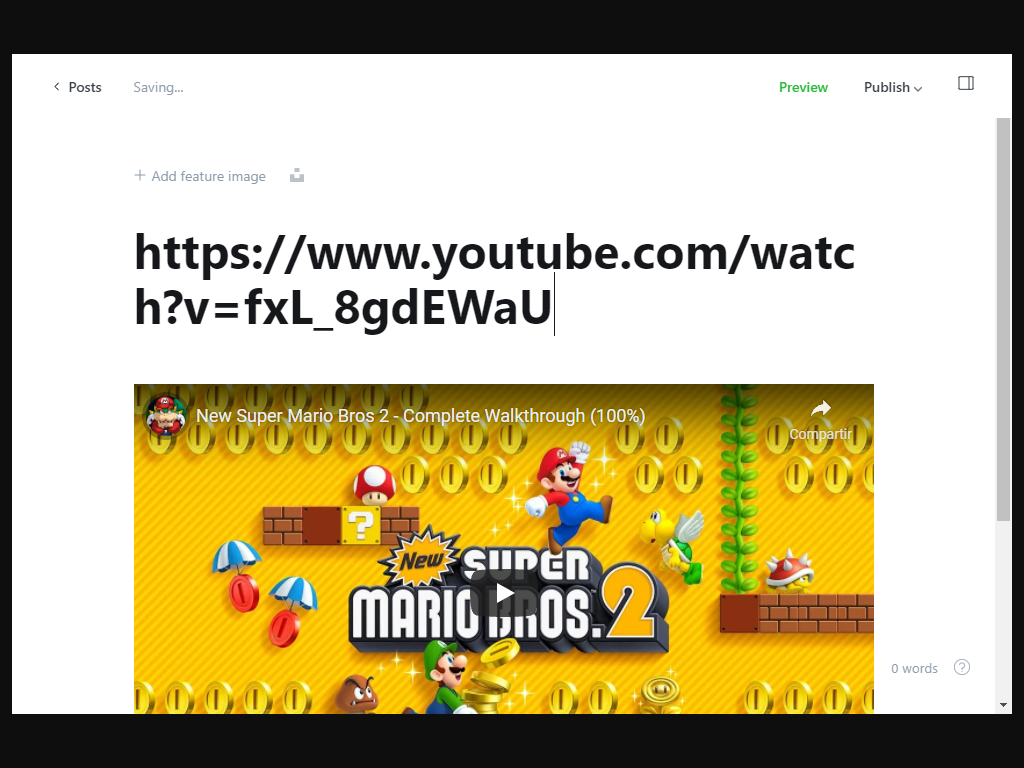 Posts
Saving...
Preview
Publish
Add feature image
https://www.youtube.com/watc
h?v=fxL_8gdEWaU
New Super Mario Bros 2 - Complete Walkthrough (100%)
Compartir
?
New SUPER
MARIO BROS. 2
0 words
?